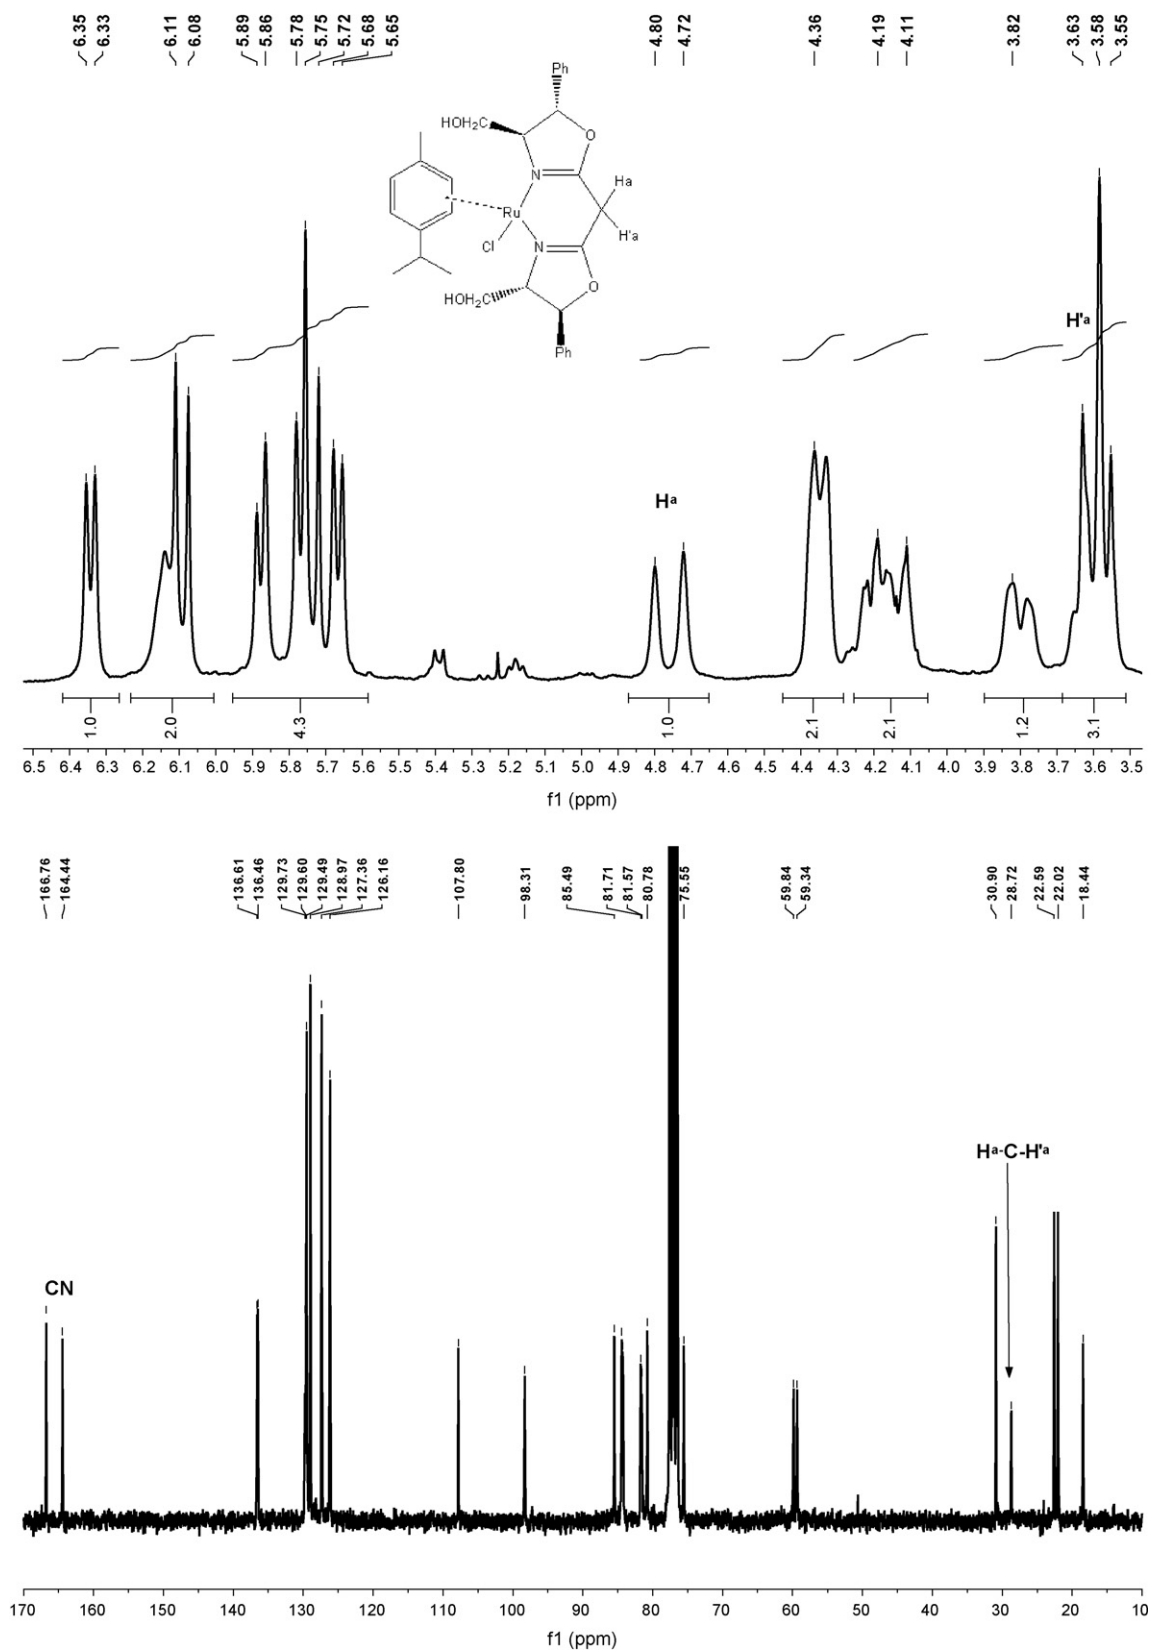 6.35 6.33 6.11 6.08 5.89 5.86 5.78 5.75 5.72 5.68 5.65 4.80 4.72 4.36 4.19 4.11 3.82 3.63 3.58 3.55
Ph
HOH2C
O
N
Ha
Ru
Cl
H'a
N
HOH2C
O
Ph
H'a
Ha
1.0 2.0 4.3 1.0 2.1 2.1 1.2 3.1
6.5 6.4 6.3 6.2 6.1 6.0 5.9 5.8 5.7 5.6 5.5 5.4 5.3 5.2 5.1 5.0 4.9 4.8 4.7 4.6 4.5 4.4 4.3 4.2 4.1 4.0 3.9 3.8 3.7 3.6 3.5
f1 (ppm)
166.76 164.44 136.61 136.46 129.73 129.60 129.49 128.97 127.36 126.16 107.80 98.31 85.49 81.71 81.57 80.78 75.55 59.84 59.34 30.90 28.72 22.59 22.02 18.44
Ha-C-H'a
CN
170 160 150 140 130 120 110 100 90 80 70 60 50 40 30 20 10
f1 (ppm)